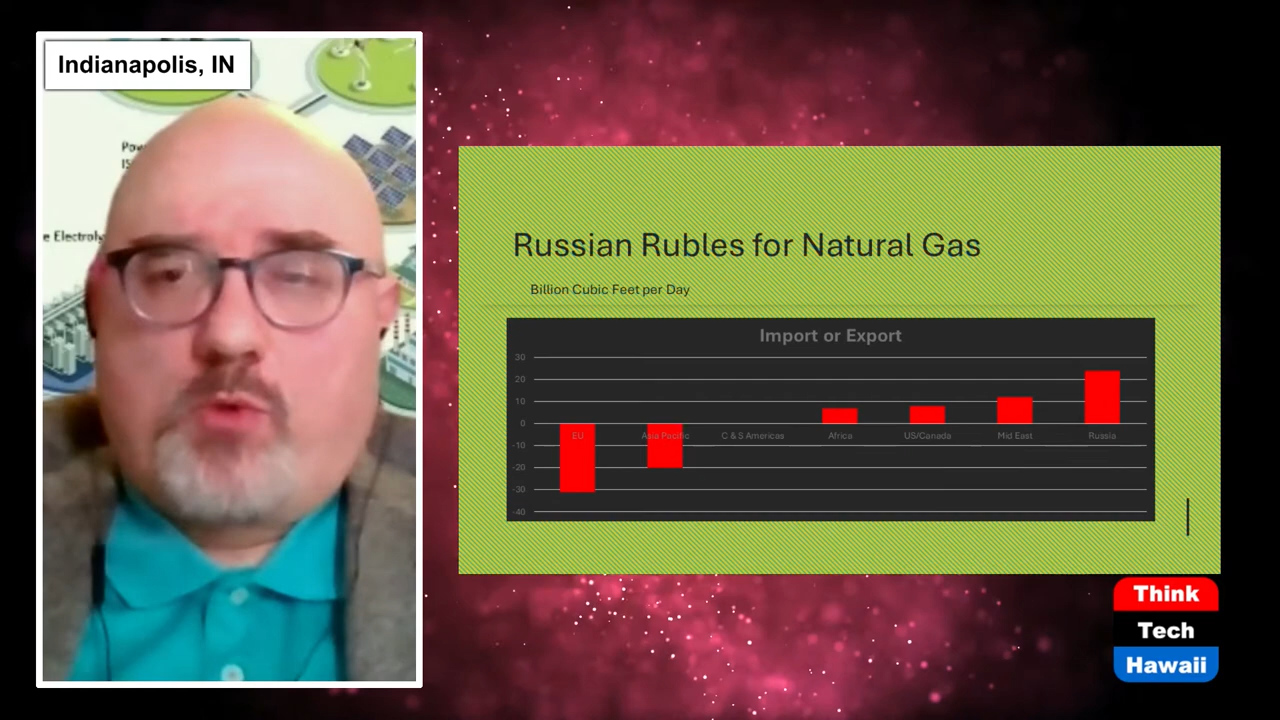 Indianapolis, IN
e Electroly
Russian Rubles for Natural Gas
Billion Cubic Feet per Day
Import or Export
30
20
10
0
-10
-20
-30
-40
EU
Asia Pacific
C & S Americas
Africa
US/Canada
Mid East
Russia
Think
Tech
Hawaii